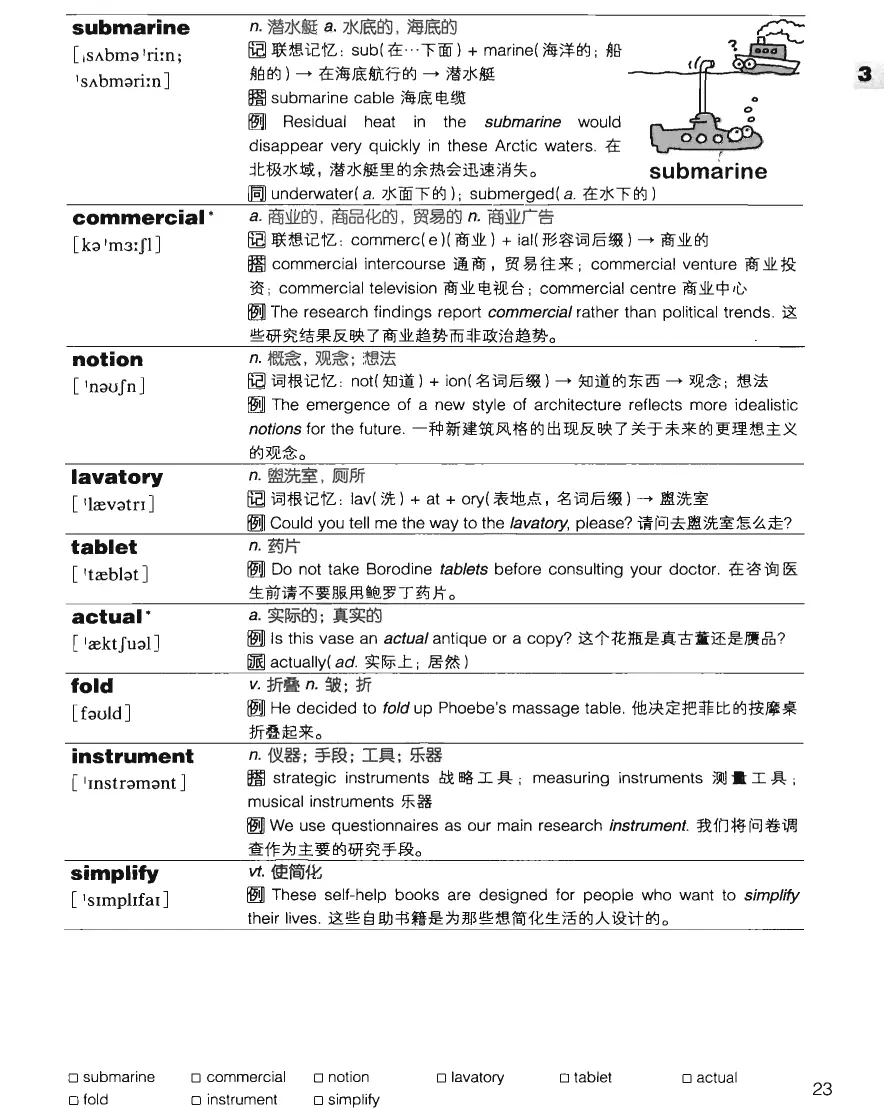 submarine
[ˌsʌbməˈriːn;
ˈsʌbməriːn]
n. 潜水艇 a. 水底的, 海底的
[记] 联想记忆: sub(在…下面) + marine(海洋的; 船
舶的) → 在海底航行的 → 潜水艇
[搭] submarine cable 海底电缆
[例] Residual heat in the submarine would
disappear very quickly in these Arctic waters. 在
北极水域, 潜水艇里的余热会迅速消失。
[同] underwater(a. 水面下的); submerged(a. 在水下的)
?
submarine
3
commercial*
[kəˈmɜːʃl]
a. 商业的, 商品化的, 贸易的 n. 商业广告
[记] 联想记忆: commerc(e)(商业) + ial(形容词后缀) → 商业的
[搭] commercial intercourse 通商, 贸易往来; commercial venture 商业投
资; commercial television 商业电视台; commercial centre 商业中心
[例] The research findings report commercial rather than political trends. 这
些研究结果反映了商业趋势而非政治趋势。
notion
[ˈnəʊʃn]
n. 概念, 观念; 想法
[记] 词根记忆: not(知道) + ion(名词后缀) → 知道的东西 → 观念; 想法
[例] The emergence of a new style of architecture reflects more idealistic
notions for the future. 一种新建筑风格的出现反映了关于未来的更理想主义
的观念。
lavatory
[ˈlævətrɪ]
n. 盥洗室, 厕所
[记] 词根记忆: lav(洗) + at + ory(表地点, 名词后缀) → 盥洗室
[例] Could you tell me the way to the lavatory, please? 请问去盥洗室怎么走?
tablet
[ˈtæblət]
n. 药片
[例] Do not take Borodine tablets before consulting your doctor. 在咨询医
生前请不要服用鲍罗丁药片。
actual*
[ˈæktʃuəl]
a. 实际的; 真实的
[例] Is this vase an actual antique or a copy? 这个花瓶是真古董还是赝品?
[派] actually(ad. 实际上; 居然)
fold
[fəʊld]
v. 折叠 n. 皱; 折
[例] He decided to fold up Phoebe's massage table. 他决定把菲比的按摩桌
折叠起来。
instrument
[ˈɪnstrəmənt]
n. 仪器; 手段; 工具; 乐器
[搭] strategic instruments 战略工具; measuring instruments 测量工具;
musical instruments 乐器
[例] We use questionnaires as our main research instrument. 我们将问卷调
查作为主要的研究手段。
simplify
[ˈsɪmplɪfaɪ]
vt. 使简化
[例] These self-help books are designed for people who want to simplify
their lives. 这些自助书籍是为那些想简化生活的人设计的。
□ submarine □ commercial □ notion □ lavatory □ tablet □ actual
□ fold □ instrument □ simplify
23